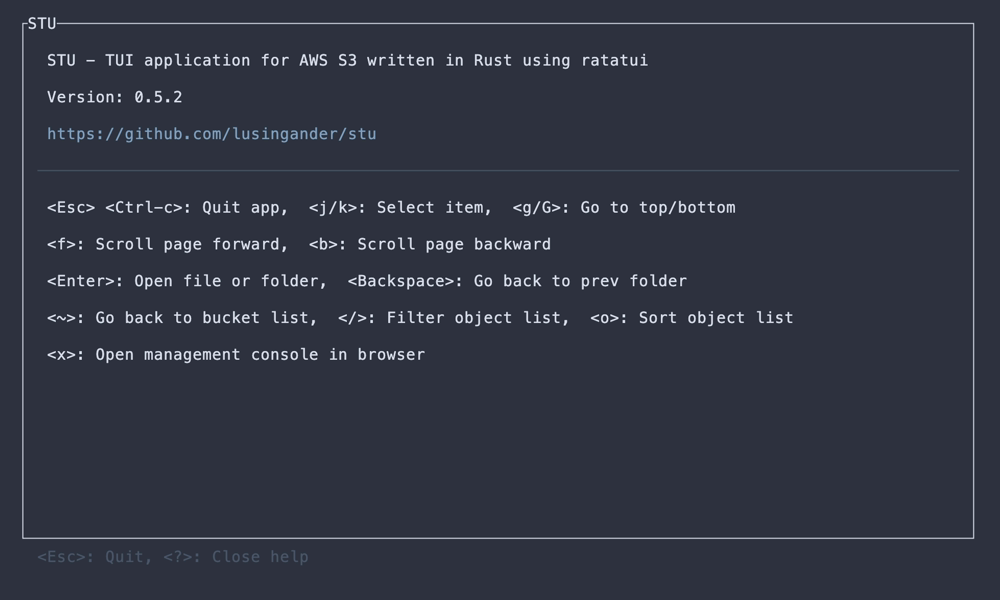 STU
STU - TUI application for AWS S3 written in Rust using ratatui
Version: 0.5.2
https://github.com/lusingander/stu
<Esc> <Ctrl-c>: Quit app,  <j/k>: Select item,  <g/G>: Go to top/bottom
<f>: Scroll page forward,  <b>: Scroll page backward
<Enter>: Open file or folder,  <Backspace>: Go back to prev folder
<~>: Go back to bucket list,  </>: Filter object list,  <o>: Sort object list
<x>: Open management console in browser
<Esc>: Quit, <?>: Close help